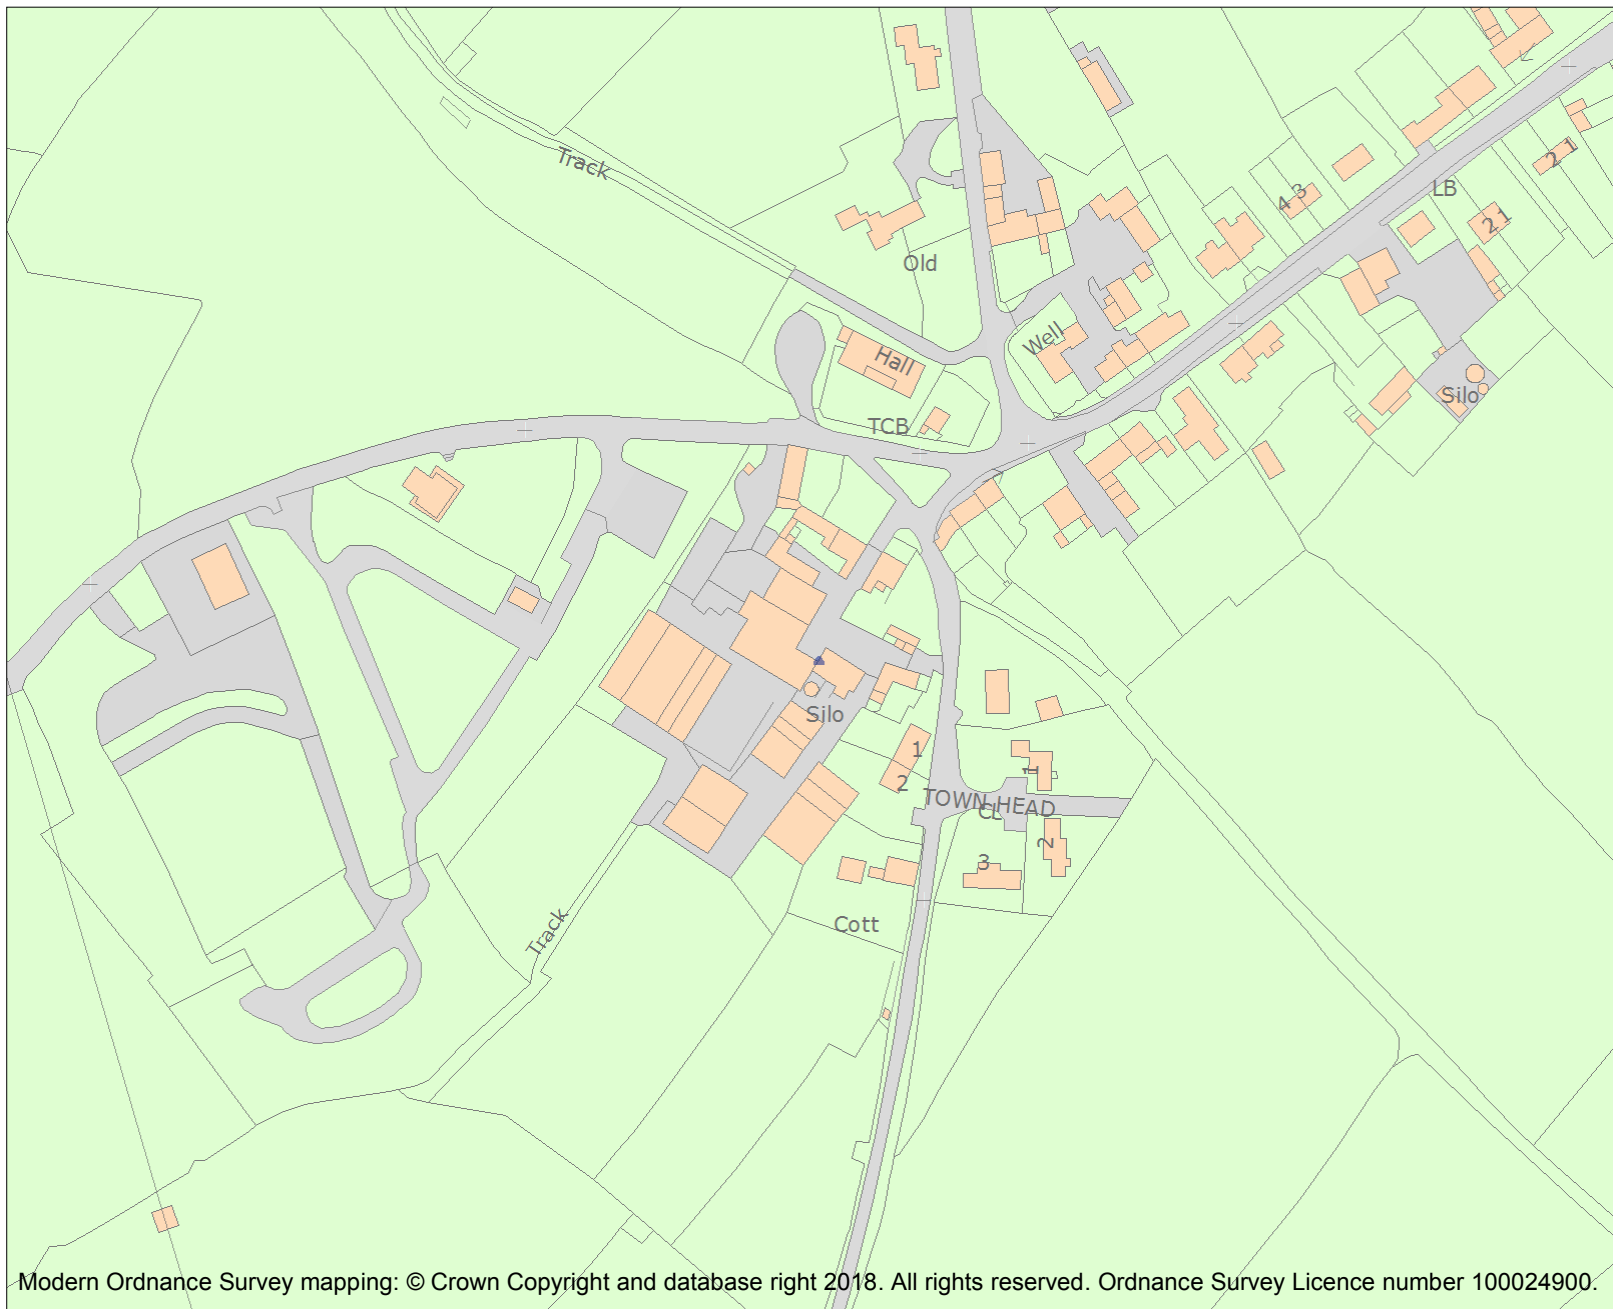 Track
2 1
LB
4 3
2 1
Old
Well
Hall
Silo
TCB
Silo
1
2
1
TOWN HEAD
CL
2
3
Cott
Track
Modern Ordnance Survey mapping: © Crown Copyright and database right 2018. All rights reserved. Ordnance Survey Licence number 100024900.